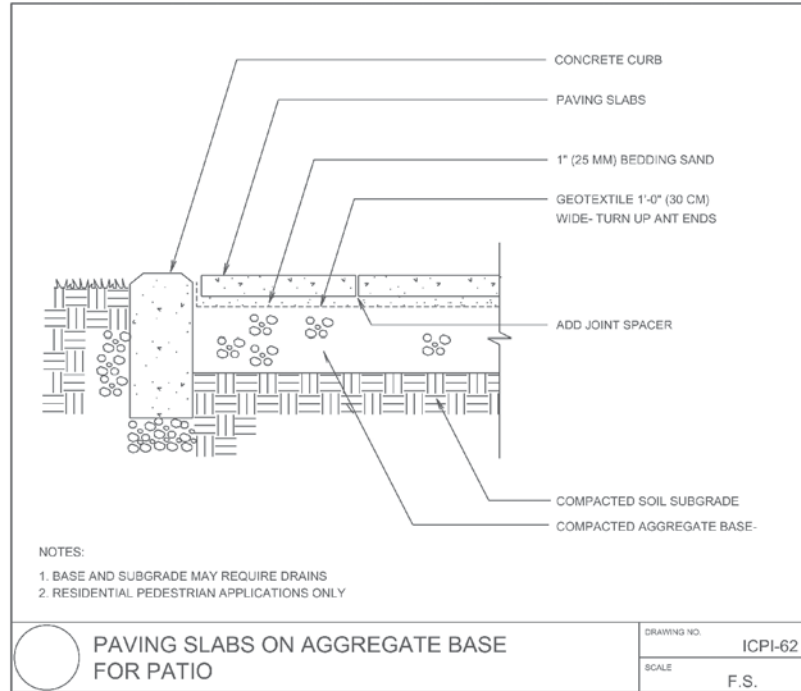 CONCRETE CURB
PAVING SLABS
1" (25 MM) BEDDING SAND
GEOTEXTILE 1'-0" (30 CM)
WIDE- TURN UP ANT ENDS
ADD JOINT SPACER
COMPACTED SOIL SUBGRADE
COMPACTED AGGREGATE BASE-
NOTES:
1. BASE AND SUBGRADE MAY REQUIRE DRAINS
2. RESIDENTIAL PEDESTRIAN APPLICATIONS ONLY
PAVING SLABS ON AGGREGATE BASE
FOR PATIO
DRAWING NO.
ICPI-62
SCALE
F.S.